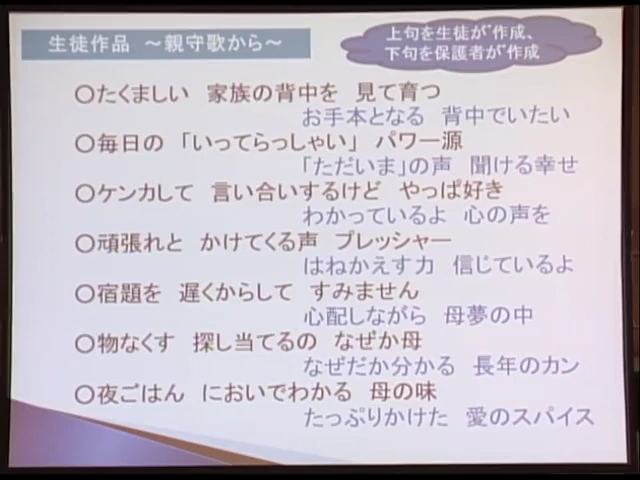 生徒作品 ～親守歌から～
上句を生徒が作成、
下句を保護者が作成
○たくましい 家族の背中を 見て育つ
お手本となる 背中でいたい
○毎日の 「いってらっしゃい」 パワー源
「ただいま」の声 聞ける幸せ
○ケンカして 言い合いするけど やっぱ好き
わかっているよ 心の声を
○頑張れと かけてくる声 プレッシャー
はねかえす力 信じているよ
○宿題を 遅くからして すみません
心配しながら 母夢の中
○物なくす 探し当てるの なぜか母
なぜだか分かる 長年のカン
○夜ごはん においでわかる 母の味
たっぷりかけた 愛のスパイス